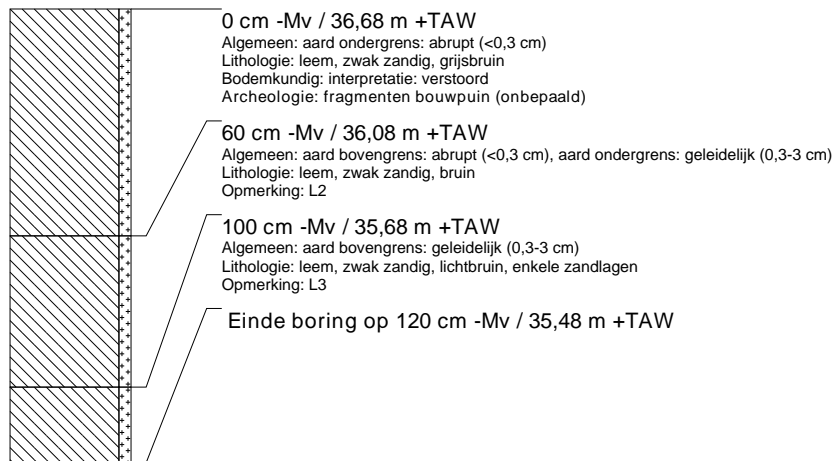 0 cm -Mv / 36,68 m +TAW
Algemeen: aard ondergrens: abrupt (<0,3 cm)
Lithologie: leem, zwak zandig, grijsbruin
Bodemkundig: interpretatie: verstoord
Archeologie: fragmenten bouwpuin (onbepaald)
60 cm -Mv / 36,08 m +TAW
Algemeen: aard bovengrens: abrupt (<0,3 cm), aard ondergrens: geleidelijk (0,3-3 cm)
Lithologie: leem, zwak zandig, bruin
Opmerking: L2
100 cm -Mv / 35,68 m +TAW
Algemeen: aard bovengrens: geleidelijk (0,3-3 cm)
Lithologie: leem, zwak zandig, lichtbruin, enkele zandlagen
Opmerking: L3
Einde boring op 120 cm -Mv / 35,48 m +TAW